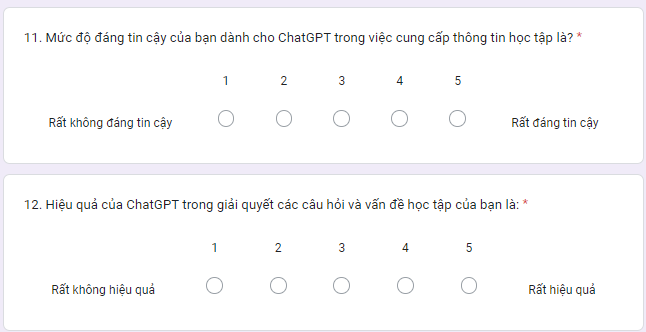 11. Mức độ đáng tin cậy của bạn dành cho ChatGPT trong việc cung cấp thông tin học tập là? *
1 2 3 4 5
Rất không đáng tin cậy Rất đáng tin cậy
12. Hiệu quả của ChatGPT trong giải quyết các câu hỏi và vấn đề học tập của bạn là: *
1 2 3 4 5
Rất không hiệu quả Rất hiệu quả